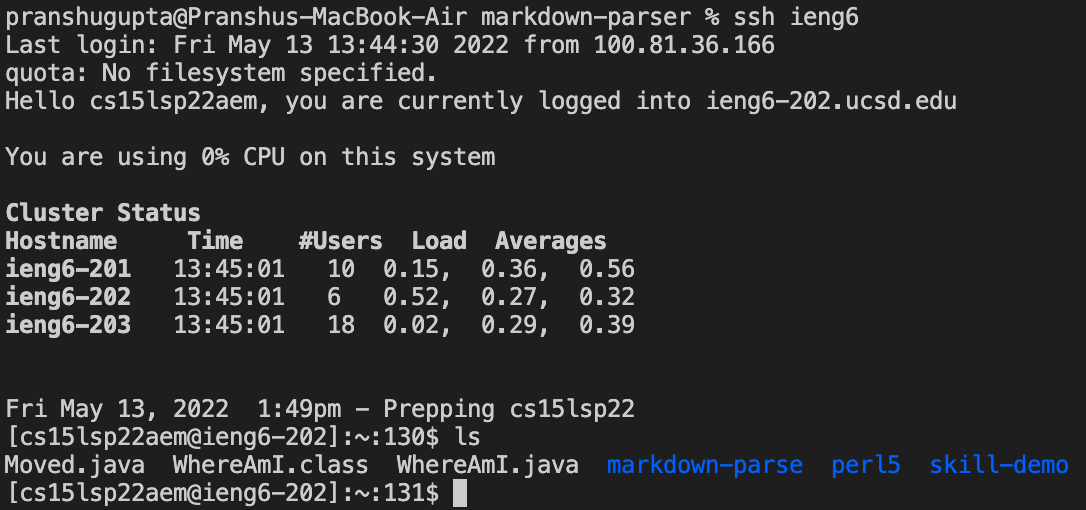 pranshugupta@Pranshus-MacBook-Air markdown-parser % ssh ieng6
Last login: Fri May 13 13:44:30 2022 from 100.81.36.166
quota: No filesystem specified.
Hello cs15lsp22aem, you are currently logged into ieng6-202.ucsd.edu
You are using 0% CPU on this system
Cluster Status
Hostname     Time    #Users  Load  Averages
ieng6-201   13:45:01   10  0.15,  0.36,  0.56
ieng6-202   13:45:01   6   0.52,  0.27,  0.32
ieng6-203   13:45:01   18  0.02,  0.29,  0.39
Fri May 13, 2022  1:49pm - Prepping cs15lsp22
[cs15lsp22aem@ieng6-202]:~:130$ ls
Moved.java  WhereAmI.class  WhereAmI.java  markdown-parse  perl5  skill-demo
[cs15lsp22aem@ieng6-202]:~:131$